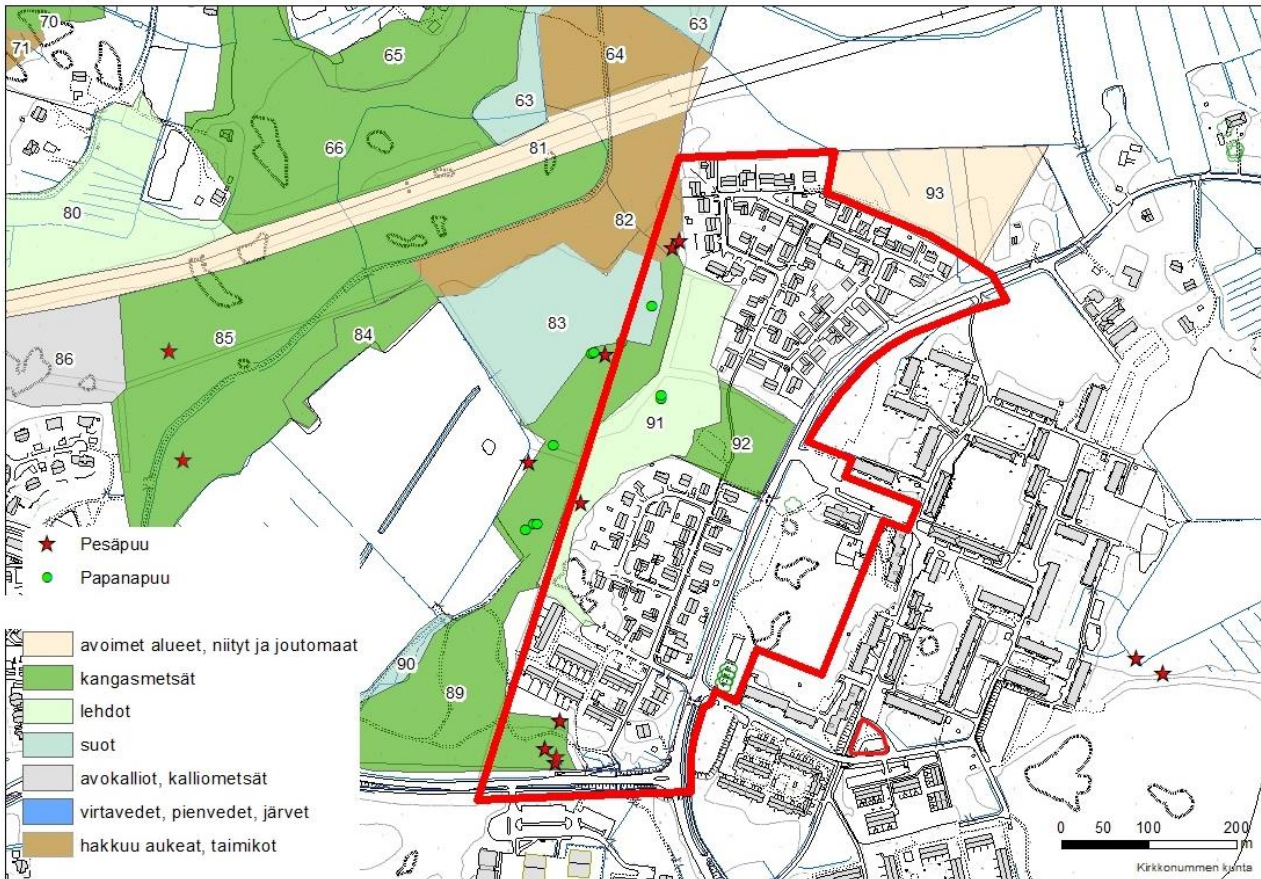 70
71
65
64
63
63
66
81
80
82
93
83
85
84
86
91
92
90
89
Pesäpuu
Papanapuu
avoimet alueet, niityt ja joutomaat
kangasmetsät
lehdot
suot
avokalliot, kalliometsät
virtavedet, pienvedet, järvet
hakkuu aukeat, taimikot
0 50 100 200
m
Kirkkonummen kunta